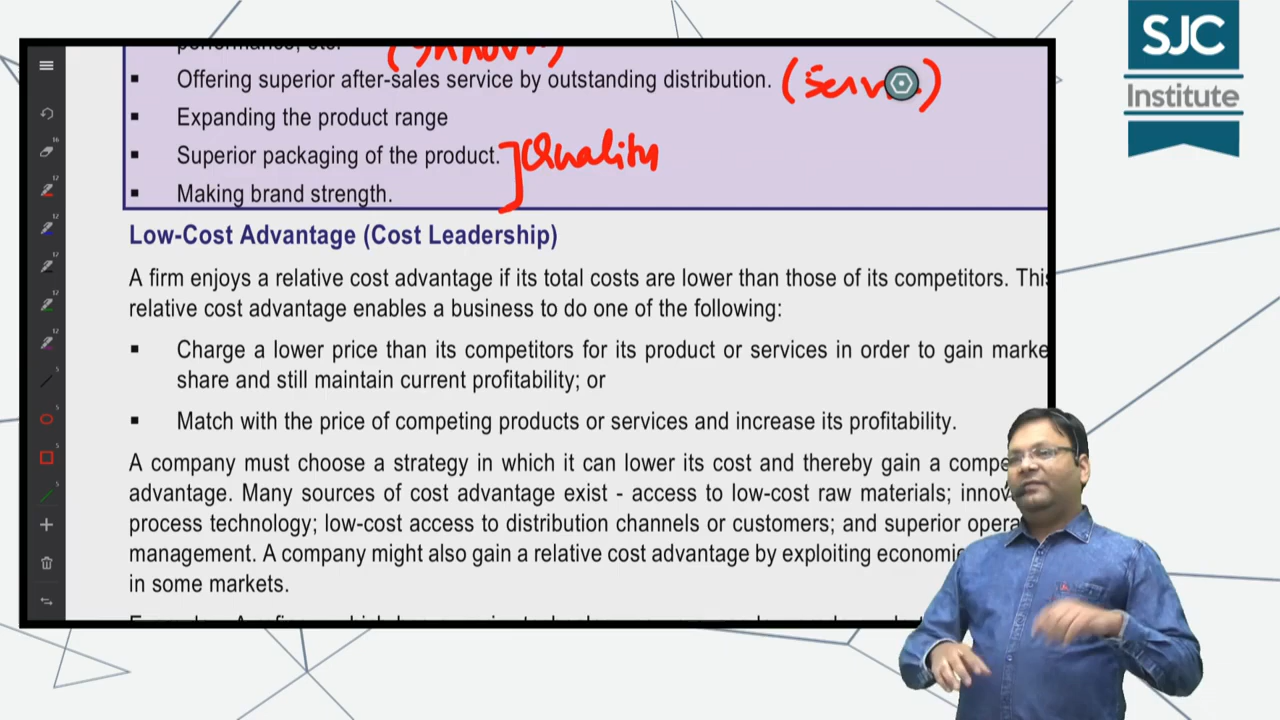 performance, etc.
Offering superior after-sales service by outstanding distribution.
Expanding the product range
Superior packaging of the product. Quality
Making brand strength.
Low-Cost Advantage (Cost Leadership)
A firm enjoys a relative cost advantage if its total costs are lower than those of its competitors. This
relative cost advantage enables a business to do one of the following:
Charge a lower price than its competitors for its product or services in order to gain marke
share and still maintain current profitability; or
Match with the price of competing products or services and increase its profitability.
A company must choose a strategy in which it can lower its cost and thereby gain a compe
advantage. Many sources of cost advantage exist - access to low-cost raw materials; innov
process technology; low-cost access to distribution channels or customers; and superior opera
management. A company might also gain a relative cost advantage by exploiting economie
in some markets.
SJC
Institute